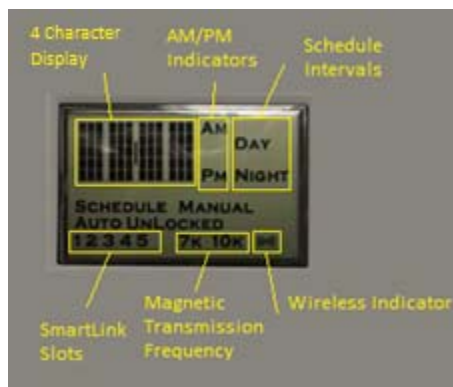 4 Character
Display
AM/PM
Indicators
Schedule
Intervals
AM
DAY
PM NIGHT
SCHEDULE MANUAL
AUTO UNLOCKED
1 2 3 4 5 7K 10K
SmartLink
Slots
Magnetic
Transmission
Frequency
Wireless Indicator